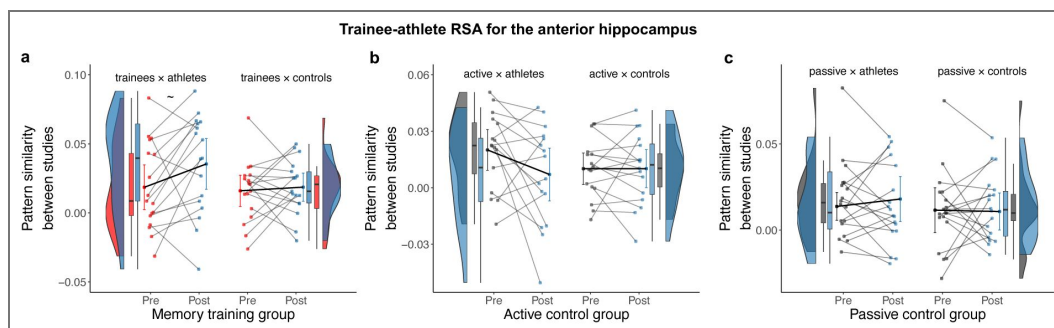 Trainee-athlete RSA for the anterior hippocampus
a
trainees × athletes
trainees × controls
~
Pattern similarity
between studies
0.10
0.05
0.00
−0.05
Pre
Post
Pre
Post
Memory training group
b
active × athletes
active × controls
Pattern similarity
between studies
0.06
0.03
0.00
−0.03
Pre
Post
Pre
Post
Active control group
c
passive × athletes
passive × controls
Pattern similarity
between studies
0.05
0.00
Pre
Post
Pre
Post
Passive control group